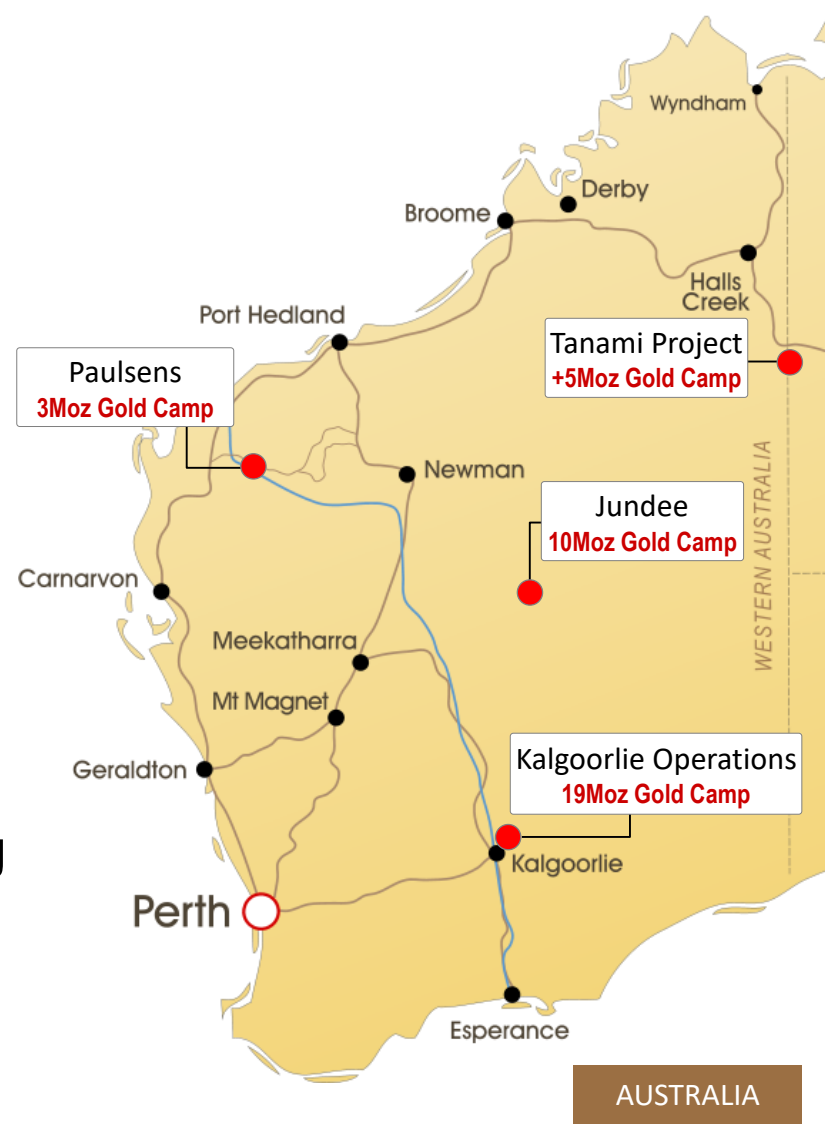 Wyndham
Derby
Broome
Halls
Creek
Port Hedland
Tanami Project
+5Moz Gold Camp
Paulsens
3Moz Gold Camp
Newman
Jundee
10Moz Gold Camp
WESTERN AUSTRALIA
Carnarvon
Meekatharra
Mt Magnet
Kalgoorlie Operations
19Moz Gold Camp
Geraldton
Kalgoorlie
Perth
Esperance
AUSTRALIA